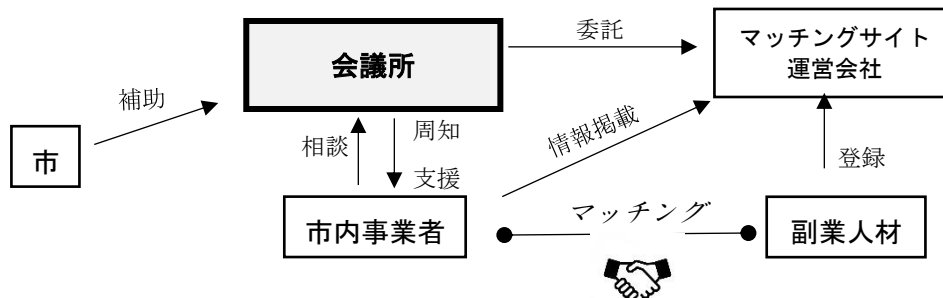 会議所
委託
マッチングサイト
運営会社
補助
市
相談
周知
支援
情報掲載
登録
市内事業者
マッチング
副業人材